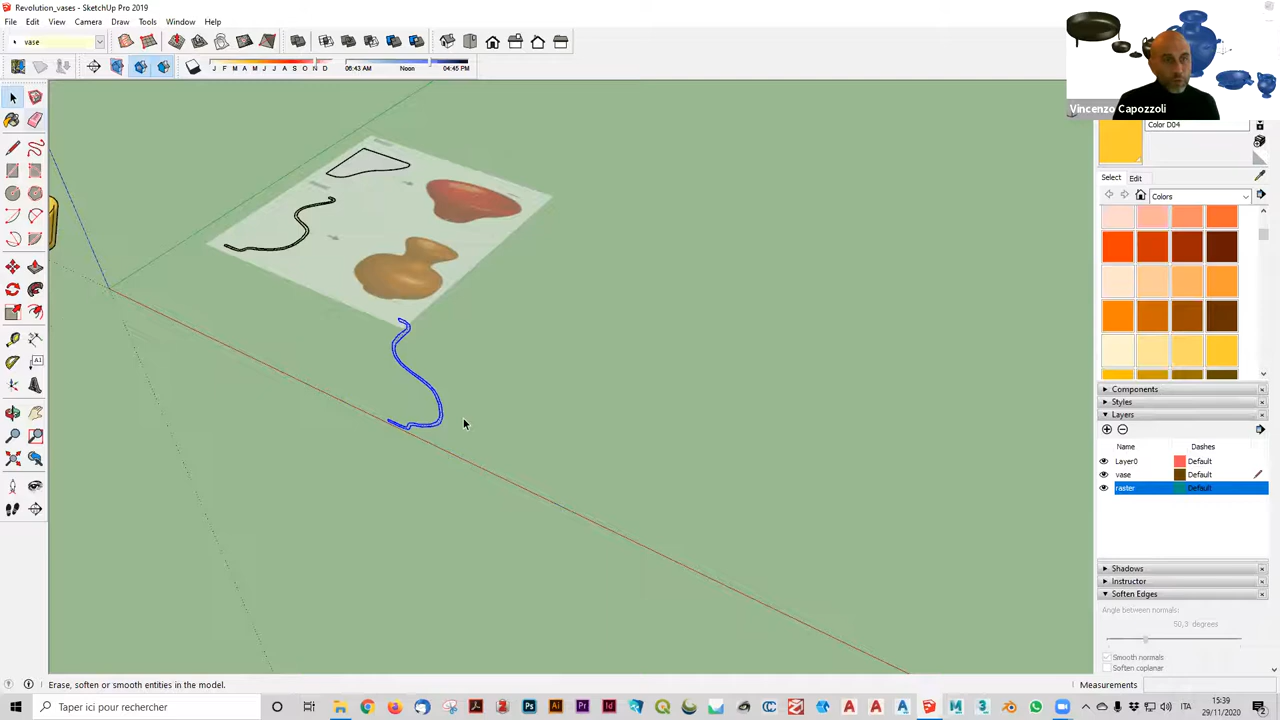 Revolution_vases - SketchUp Pro 2019
File Edit View Camera Draw Tools Window Help
vase
J F M A M J J A S O N D
06:43 AM Noon 04:45 PM
Vincenzo Capozzoli
Color D04
Select Edit
Colors
Components
Styles
Layers
Name Dashes
Layer0 Default
vase Default
raster Default
Shadows
Instructor
Soften Edges
Angle between normals:
50,3 degrees
Smooth normals
Soften coplanar
Erase, soften or smooth entities in the model.
Measurements
Taper ici pour rechercher
ITA
15:39
29/11/2020